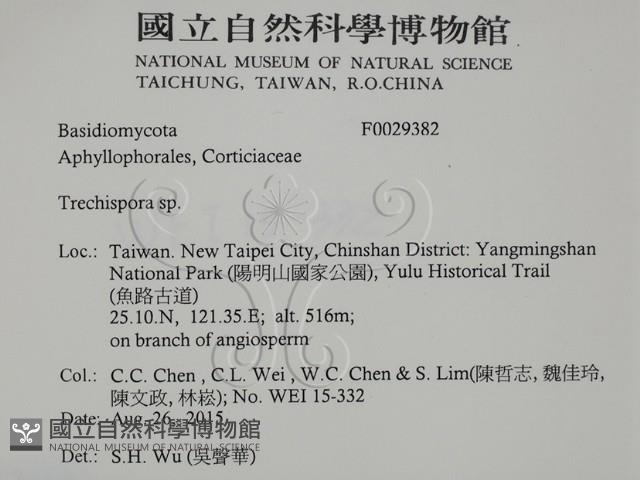 國立自然科學博物館
NATIONAL MUSEUM OF NATURAL SCIENCE
TAICHUNG, TAIWAN, R.O.CHINA
Basidiomycota F0029382
Aphyllophorales, Corticiaceae
Trechispora sp.
Loc.: Taiwan. New Taipei City, Chinshan District: Yangmingshan
National Park (陽明山國家公園), Yulu Historical Trail
(魚路古道)
25.10.N, 121.35.E; alt. 516m;
on branch of angiosperm
Col.: C.C. Chen , C.L. Wei , W.C. Chen & S. Lim(陳哲志, 魏佳玲,
陳文政, 林崧); No. WEI 15-332
Date: Aug. 26, 2015
國立自然科學博物館
NATIONAL MUSEUM OF NATURAL SCIENCE
Det.: S.H. Wu (吳聲華)